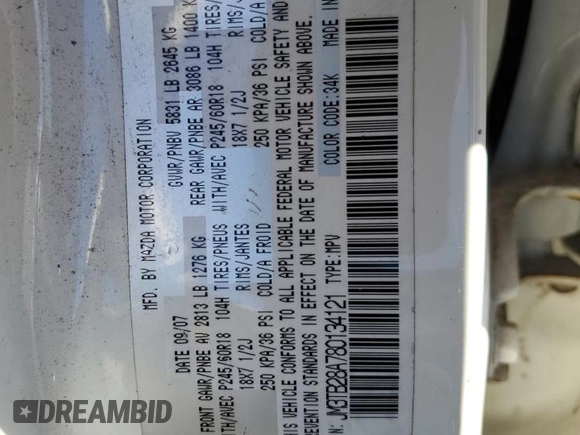 MFD. BY MAZDA MOTOR CORPORATION
DATE 09/07 GVWR/PNBV 5831 LB 2645 KG
FRONT GAWR/PNBE AV 2813 LB 1276 KG REAR GAWR/PNBE AR 3086 LB 1400 K
WITH/AVEC P245/60R18 104H TIRES/PNEUS WITH/AVEC P245/60R18 104H TIRES/
18X7 1/2J RIMS/JANTES 18X7 1/2J RIMS/J
250 KPA/36 PSI COLD/A FROID 250 KPA/36 PSI COLD/A
THIS VEHICLE CONFORMS TO ALL APPLICABLE FEDERAL MOTOR VEHICLE SAFETY AND
PREVENTION STANDARDS IN EFFECT ON THE DATE OF MANUFACTURE SHOWN ABOVE.
N: JM3TB28A780134121 TYPE:MPV COLOR CODE:34K MADE IN
DREAMBID.COM